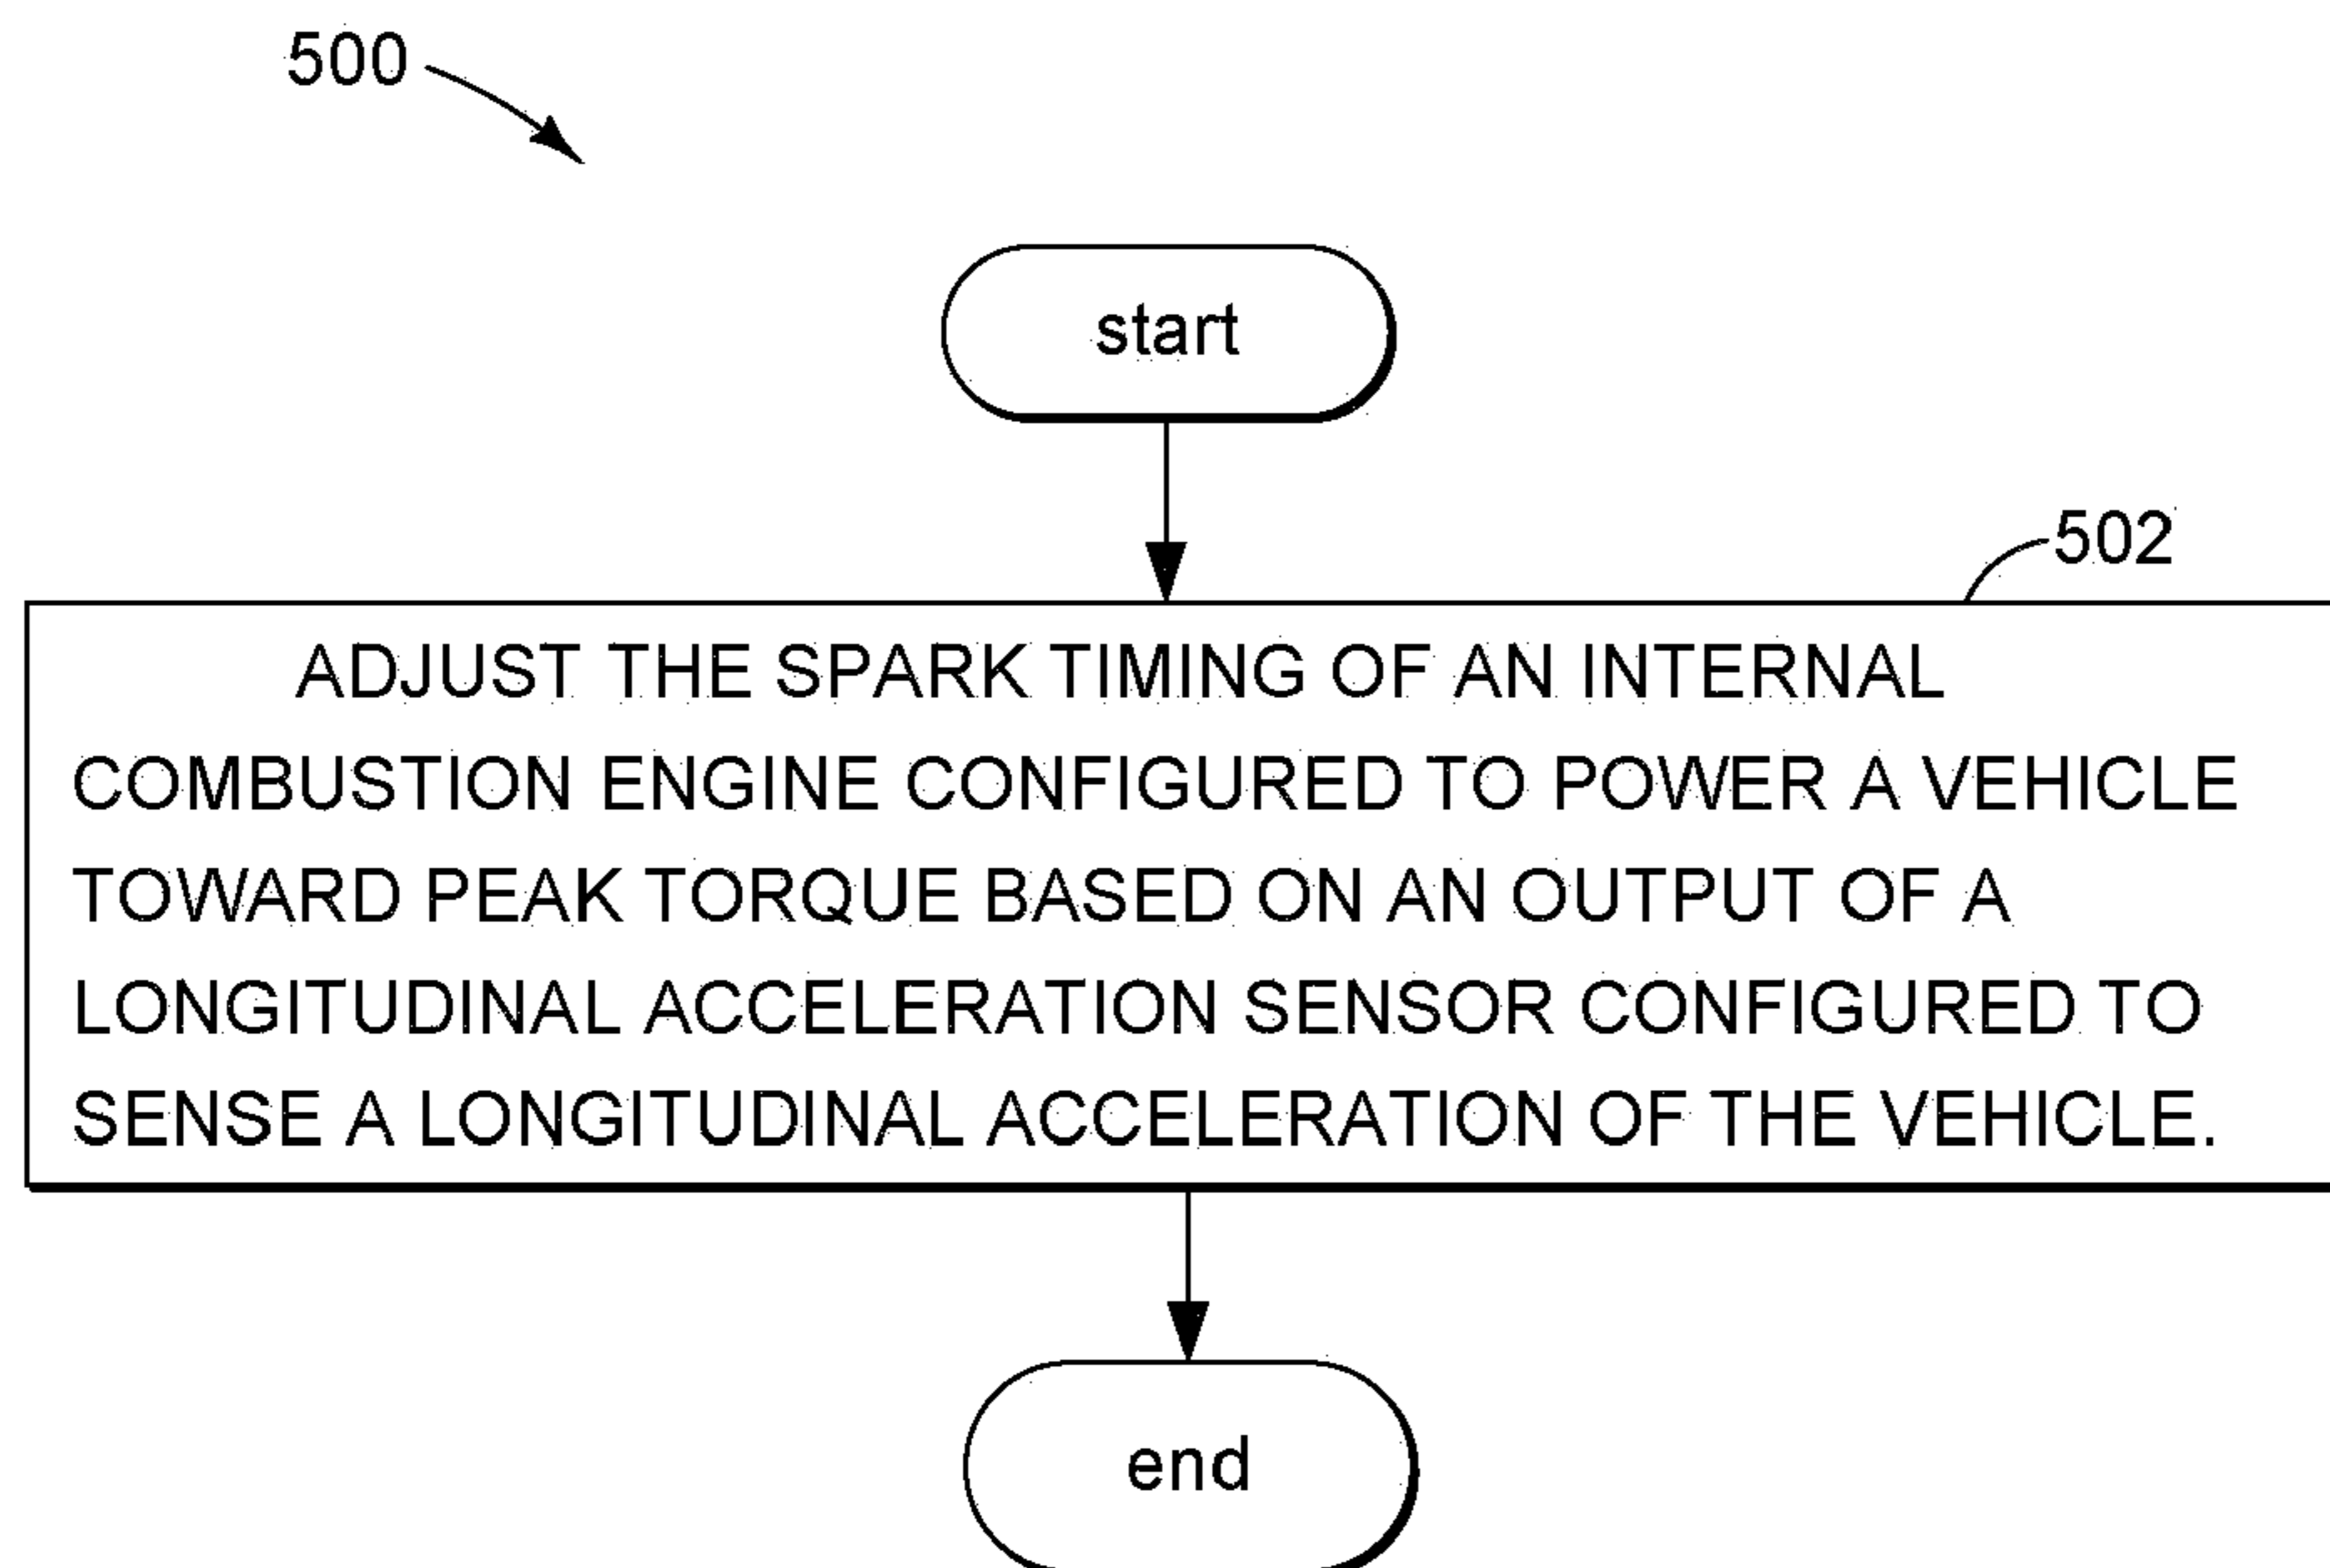 500
start
502
ADJUST THE SPARK TIMING OF AN INTERNAL
COMBUSTION ENGINE CONFIGURED TO POWER A VEHICLE
TOWARD PEAK TORQUE BASED ON AN OUTPUT OF A
LONGITUDINAL ACCELERATION SENSOR CONFIGURED TO
SENSE A LONGITUDINAL ACCELERATION OF THE VEHICLE.
end